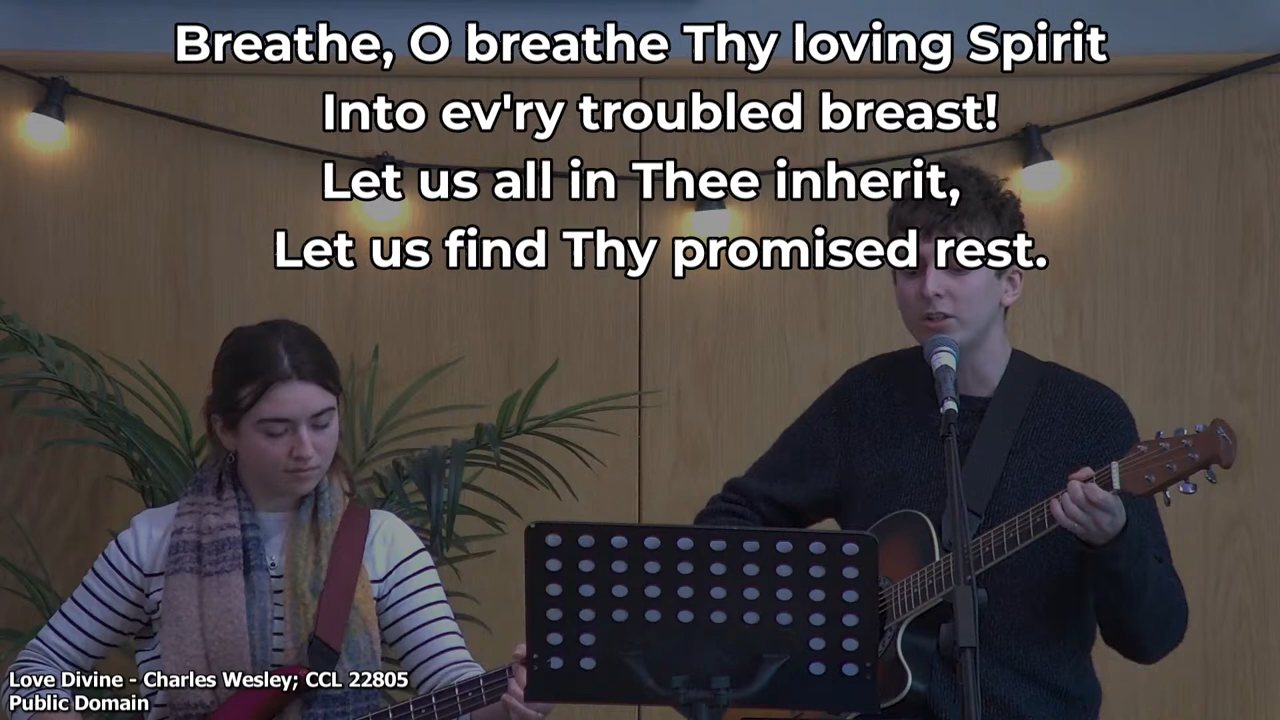 Breathe, O breathe Thy loving Spirit
Into ev'ry troubled breast!
Let us all in Thee inherit,
Let us find Thy promised rest.
Love Divine - Charles Wesley; CCL 22805
Public Domain